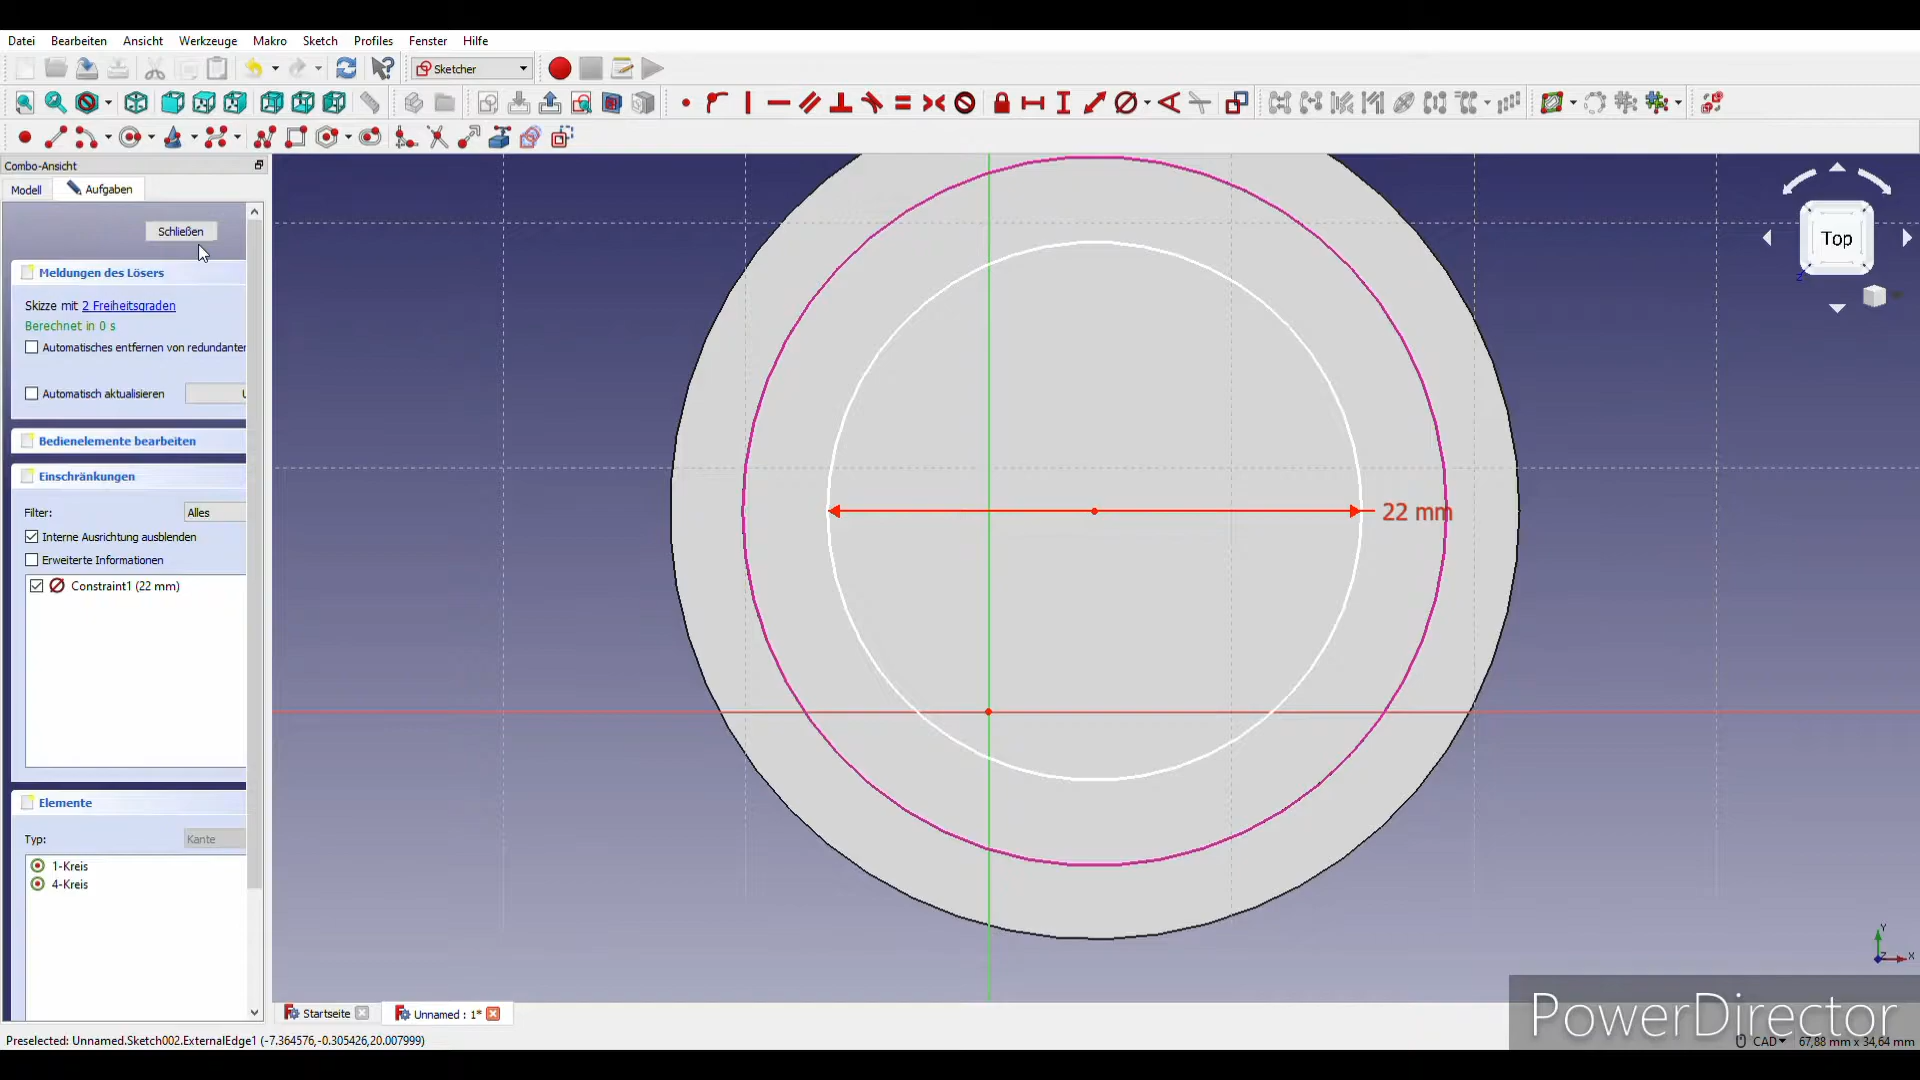 Datei Bearbeiten Ansicht Werkzeuge Makro Sketch Profiles Fenster Hilfe
Sketcher
Combo-Ansicht
Modell Aufgaben
Schließen
Meldungen des Lösers
Skizze mit 2 Freiheitsgraden
Berechnet in 0 s
Automatisches entfernen von redundanter
Automatisch aktualisieren
Bedienelemente bearbeiten
Einschränkungen
Filter: Alles
Interne Ausrichtung ausblenden
Erweiterte Informationen
Constraint1 (22 mm)
Elemente
Typ: Kante
1-Kreis
4-Kreis
22 mm
Top
Z
Y
Z X
Startseite Unnamed : 1*
PowerDirector
Preselected: Unnamed.Sketch002.ExternalEdge1 (-7.364576,-0.305426,20.007999)
CAD 67,88 mm x 34,64 mm